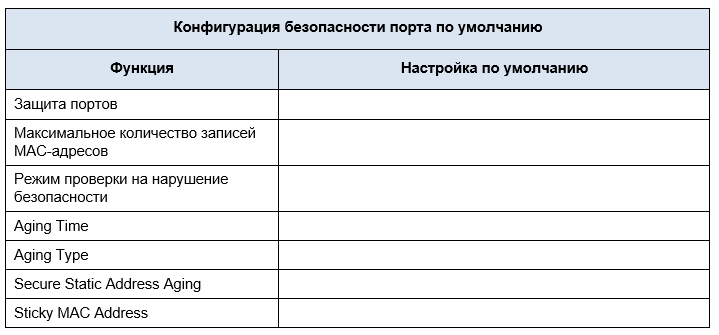 Конфигурация безопасности порта по умолчанию
Функция
Настройка по умолчанию
Защита портов
Максимальное количество записей
MAC-адресов
Режим проверки на нарушение
безопасности
Aging Time
Aging Type
Secure Static Address Aging
Sticky MAC Address